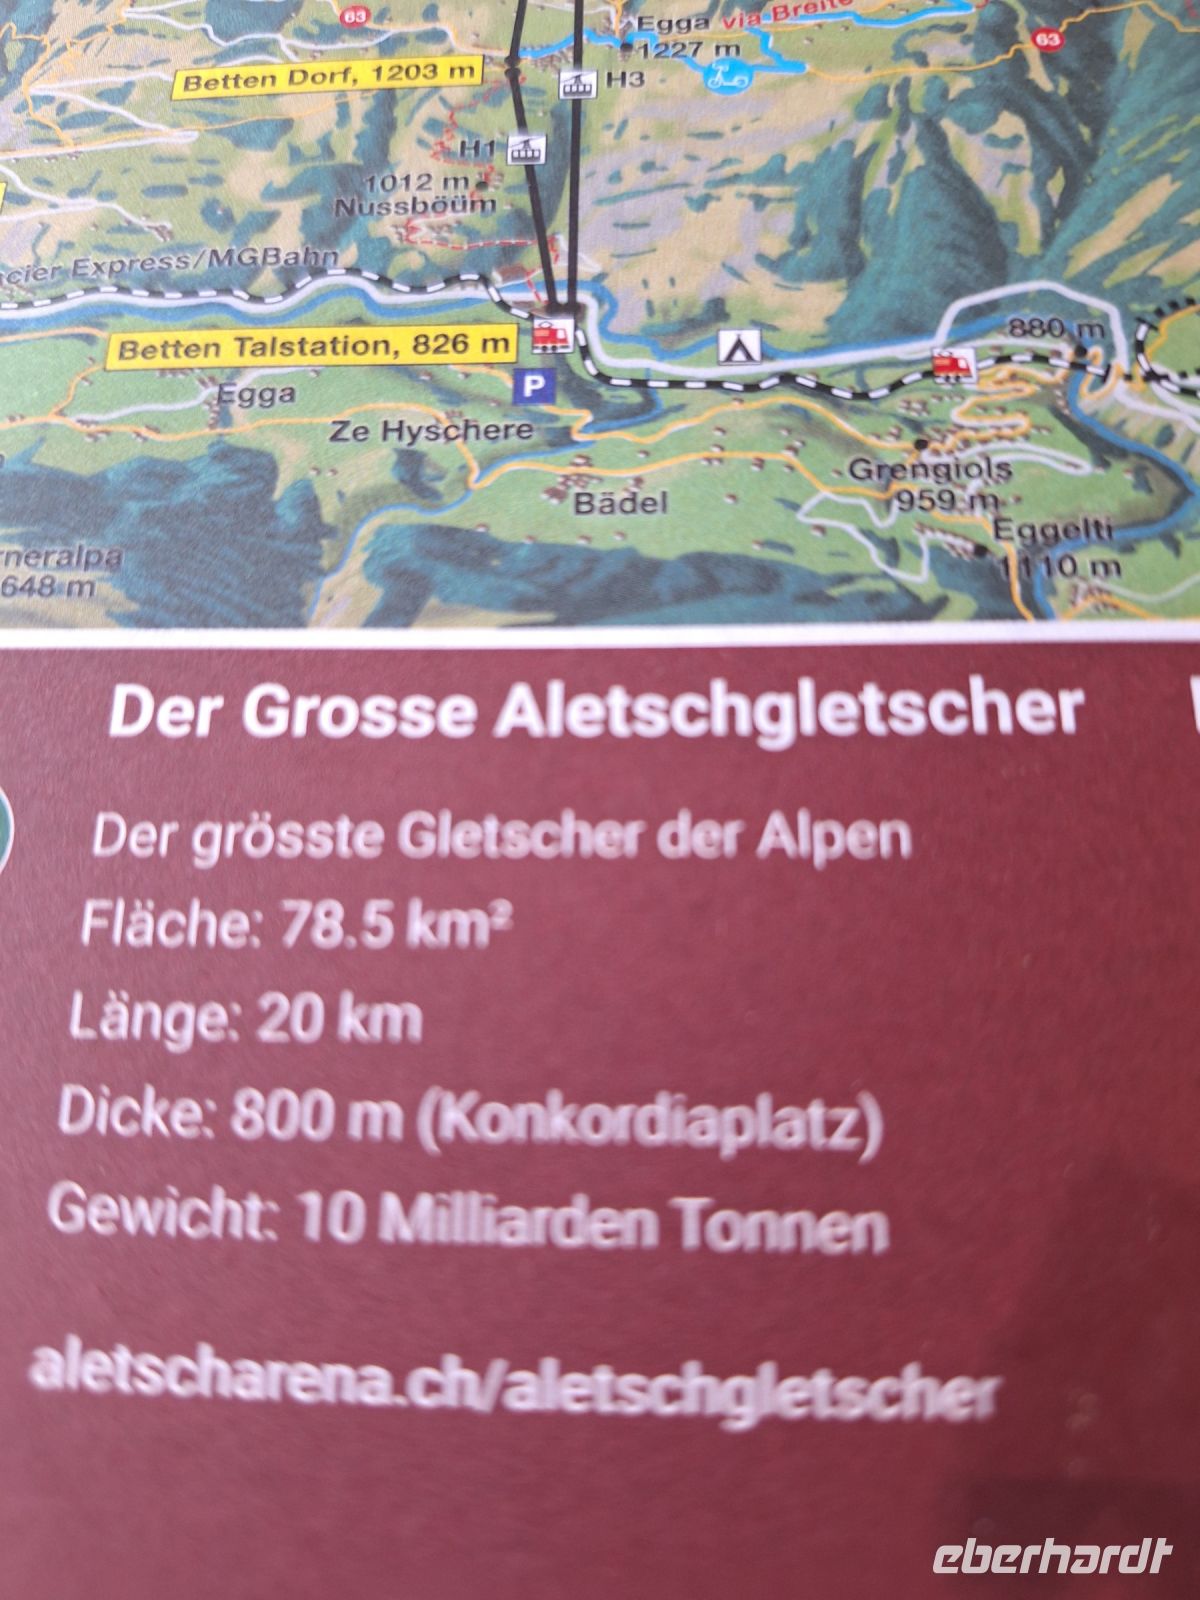 63
Egga via Breite
1227 m
63
Betten Dorf, 1203 m
H3
H1
1012 m
Nussböüm
Express/MGBahn
880 m
Betten Talstation, 826 m
P
Egga
Ze Hyschere
Grengiols
959 m
Bädel
Eggelti
1110 m
Der Grosse Aletschgletscher
Der grösste Gletscher der Alpen
Fläche: 78.5 km²
Länge: 20 km
Dicke: 800 m (Konkordiaplatz)
Gewicht: 10 Milliarden Tonnen
aletscharena.ch/aletschgletscher
eberhardt